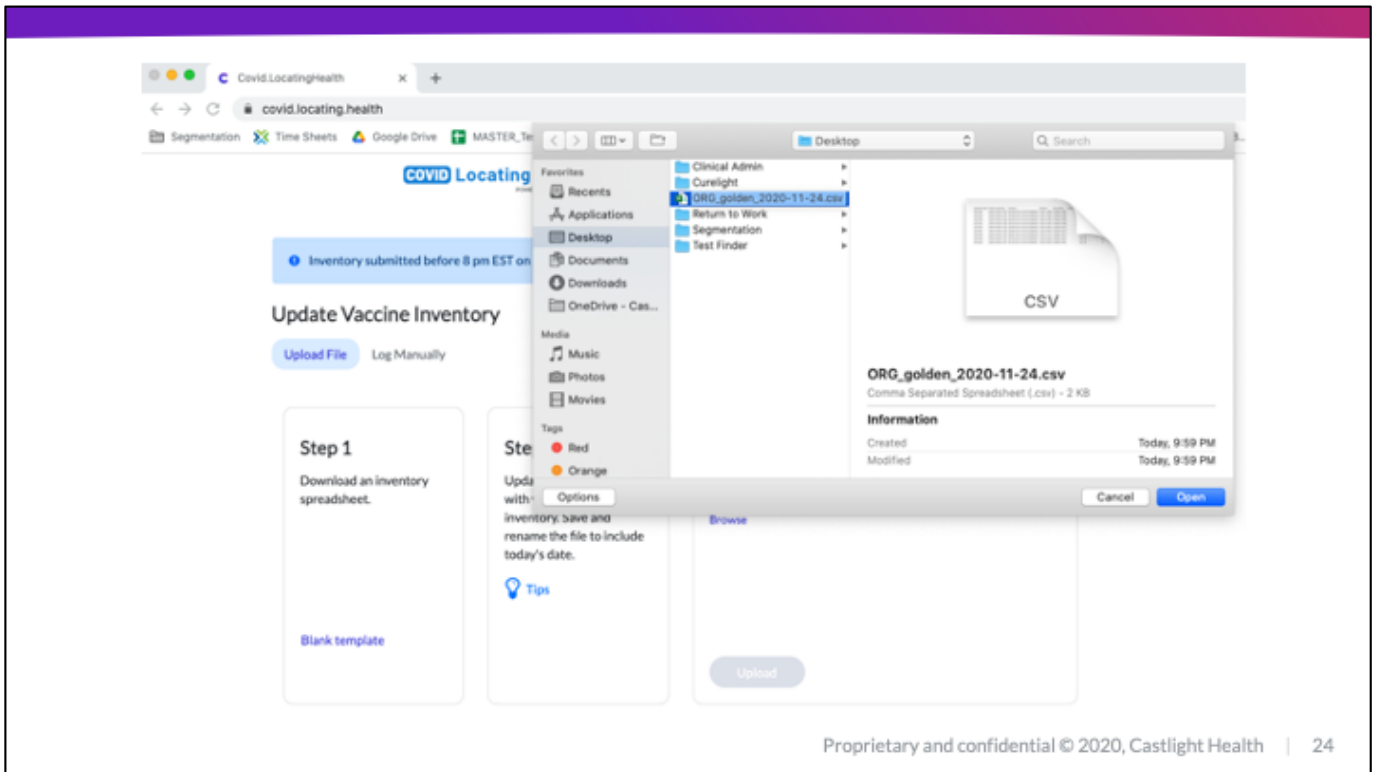 Covid.LocatingHealth
covid.locating.health
Segmentation Time Sheets Google Drive MASTER_Te
Desktop
Search
COVID Locating
Favorites
Recents
Applications
Desktop
Documents
Downloads
OneDrive - Cas...
Media
Music
Photos
Movies
Tags
Red
Orange
Clinical Admin
Curelight
ORG_golden_2020-11-24.csv
Return to Work
Segmentation
Test Finder
CSV
ORG_golden_2020-11-24.csv
Comma Separated Spreadsheet (.csv) - 2 KB
Information
Created Today, 9:59 PM
Modified Today, 9:59 PM
Options
Cancel
Open
Inventory submitted before 8 pm EST on
Update Vaccine Inventory
Upload File Log Manually
Step 1
Download an inventory
spreadsheet.
Blank template
Ste
Upda
with
inventory. Save and
rename the file to include
today's date.
Tips
Browse
Upload
Proprietary and confidential © 2020, Castlight Health | 24